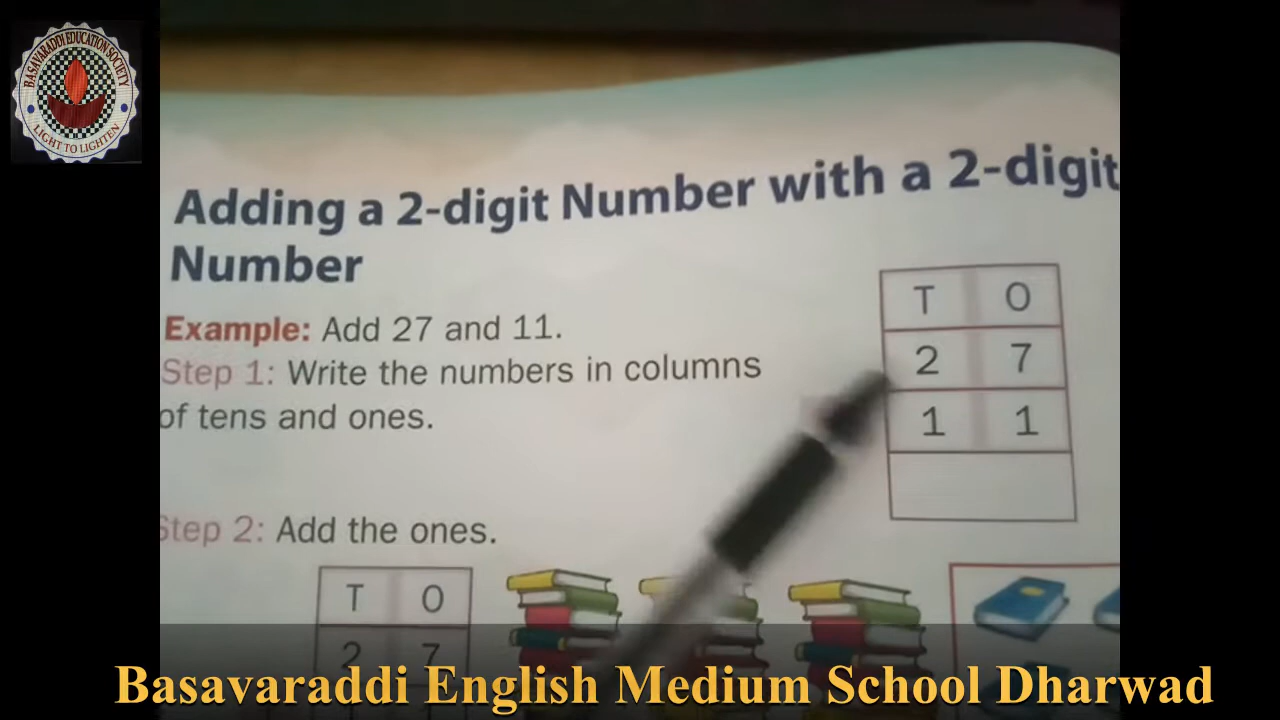 BASAVARADDI EDUCATION SOCIETY
LIGHT TO LIGHTEN
Adding a 2-digit Number with a 2-digit
Number
Example: Add 27 and 11.
Step 1: Write the numbers in columns
of tens and ones.
T O
2 7
1 1
Step 2: Add the ones.
T O
2 7
Basavaraddi English Medium School Dharwad